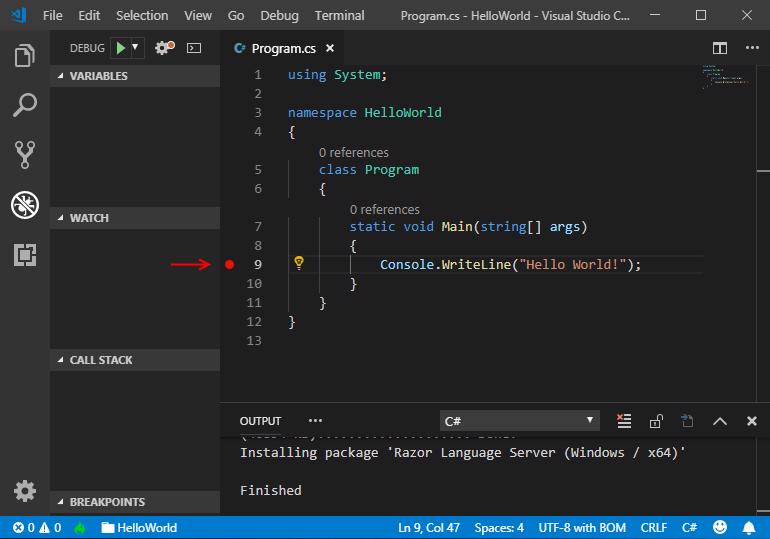 File Edit Selection View Go Debug Terminal Program.cs - HelloWorld - Visual Studio C...
DEBUG
Program.cs
VARIABLES
WATCH
CALL STACK
BREAKPOINTS
1 using System;
2
3 namespace HelloWorld
4 {
0 references
5 class Program
6 {
0 references
7 static void Main(string[] args)
8 {
9 Console.WriteLine("Hello World!");
10 }
11 }
12 }
13
OUTPUT C#
Installing package 'Razor Language Server (Windows / x64)'
Finished
0 0 HelloWorld Ln 9, Col 47 Spaces: 4 UTF-8 with BOM CRLF C#